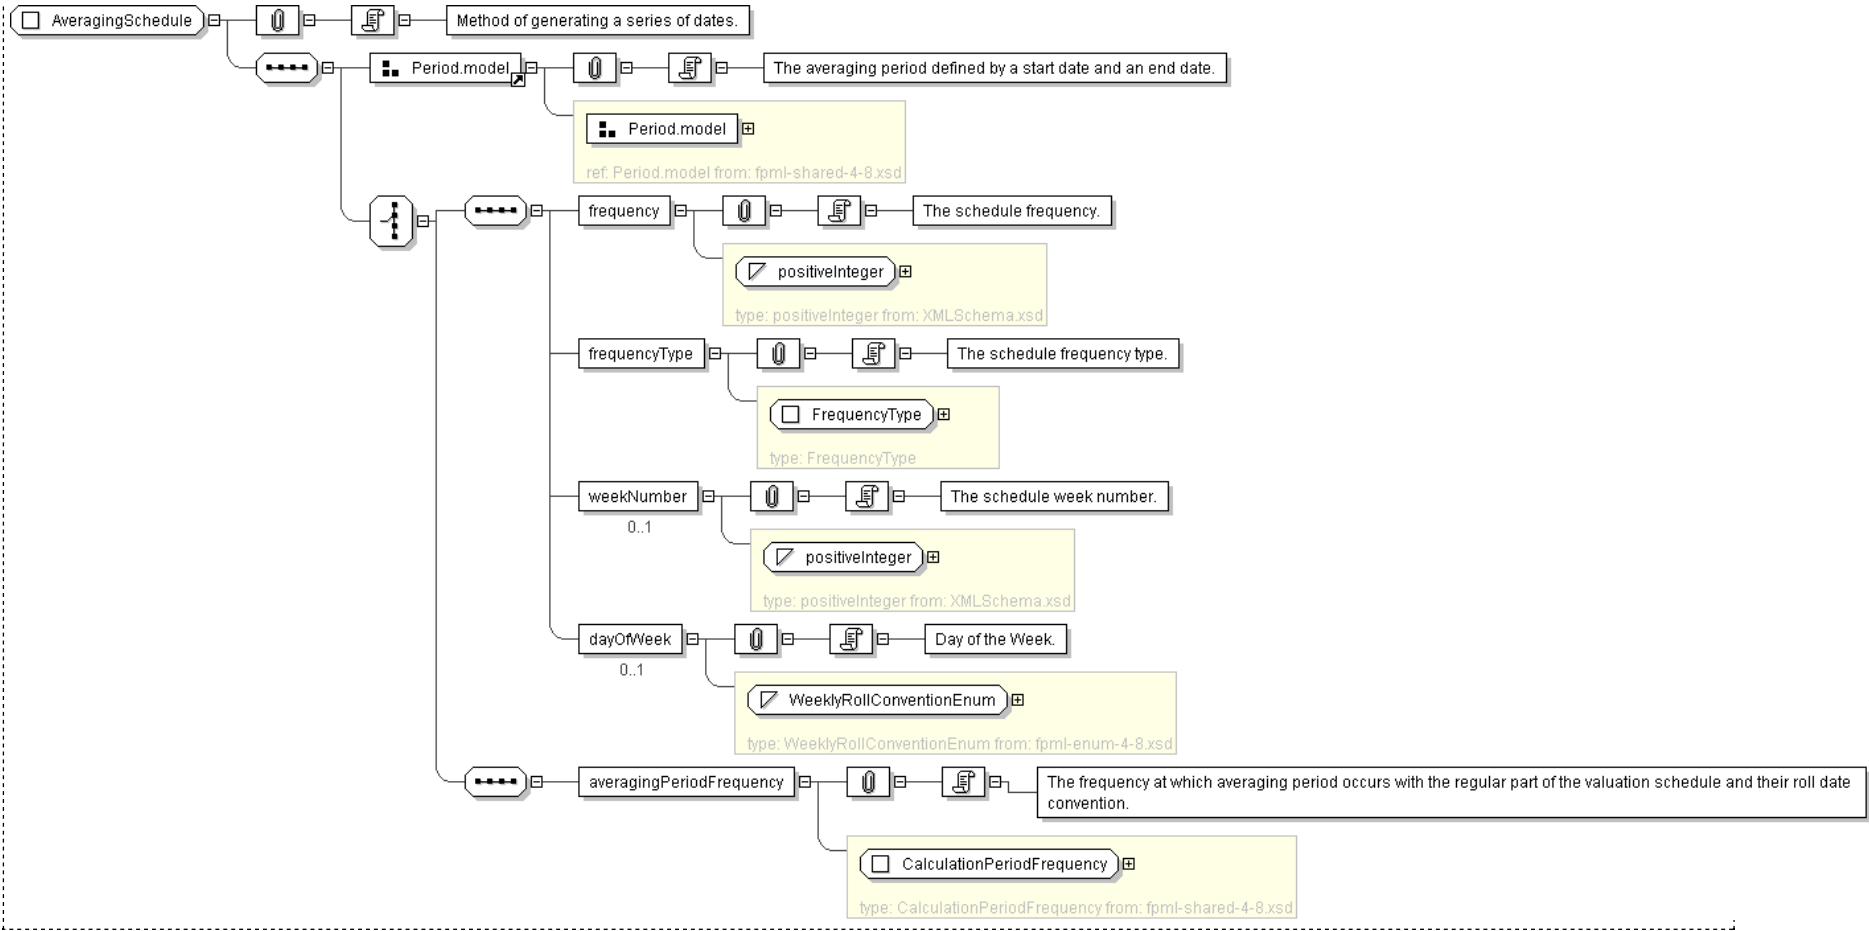 AveragingSchedule
Method of generating a series of dates.
Period.model
The averaging period defined by a start date and an end date.
Period.model
ref: Period.model from: fpml-shared-4-8.xsd
frequency
The schedule frequency.
positiveInteger
type: positiveInteger from: XMLSchema.xsd
frequencyType
The schedule frequency type.
FrequencyType
type: FrequencyType
weekNumber
The schedule week number.
0..1
positiveInteger
type: positiveInteger from: XMLSchema.xsd
dayOfWeek
Day of the Week.
0..1
WeeklyRollConventionEnum
type: WeeklyRollConventionEnum from: fpml-enum-4-8.xsd
averagingPeriodFrequency
The frequency at which averaging period occurs with the regular part of the valuation schedule and their roll date
convention.
CalculationPeriodFrequency
type: CalculationPeriodFrequency from: fpml-shared-4-8.xsd